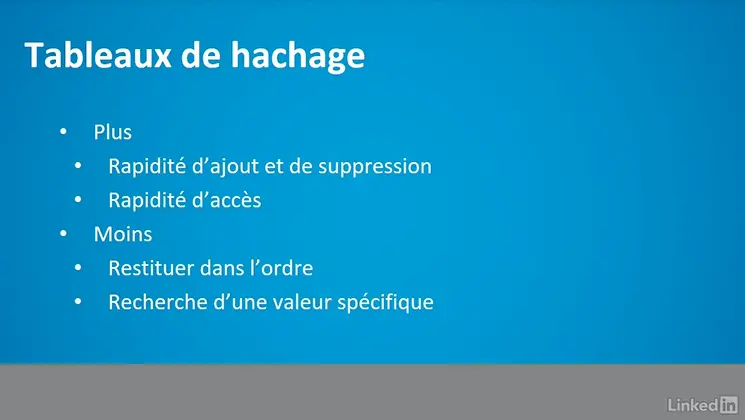 Tableaux de hachage
• Plus
• Rapidité d’ajout et de suppression
• Rapidité d’accès
• Moins
• Restituer dans l’ordre
• Recherche d’une valeur spécifique
LinkedIn